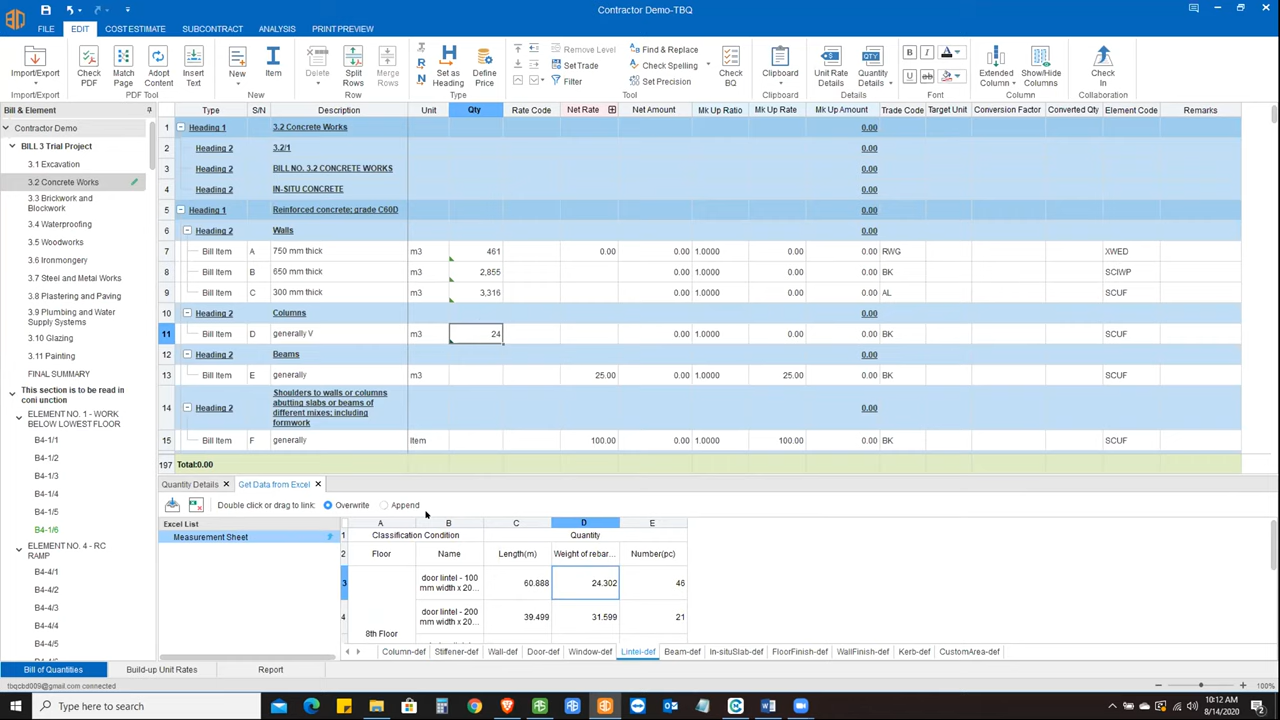 Contractor Demo-TBQ
FILE EDIT COST ESTIMATE SUBCONTRACT ANALYSIS PRINT PREVIEW
Import/Export
Check PDF
Match Page
Adopt Content
Insert Text
New
Item
Delete
Split Rows
Merge Rows
Set as Heading
Define Price
Remove Level
Set Trade
Filter
Find & Replace
Check Spelling
Set Precision
Check BQ
Clipboard
Unit Rate Details
Quantity Details
B I A
U ab
Extended Column
Show/Hide Columns
Check In
Import/Export PDF Tool New Row Type Tool Details Font Column Collaboration
Bill & Element
Contractor Demo
BILL 3 Trial Project
3.1 Excavation
3.2 Concrete Works
3.3 Brickwork and
Blockwork
3.4 Waterproofing
3.5 Woodworks
3.6 Ironmongery
3.7 Steel and Metal Works
3.8 Plastering and Paving
3.9 Plumbing and Water
Supply Systems
3.10 Glazing
3.11 Painting
FINAL SUMMARY
This section is to be read in
coni unction
ELEMENT NO. 1 - WORK
BELOW LOWEST FLOOR
B4-1/1
B4-1/2
B4-1/3
B4-1/4
B4-1/5
B4-1/6
ELEMENT NO. 4 - RC
RAMP
B4-4/1
B4-4/2
B4-4/3
B4-4/4
B4-4/5
Type S/N Description Unit Qty Rate Code Net Rate Net Amount Mk Up Ratio Mk Up Rate Mk Up Amount Trade Code Target Unit Conversion Factor Converted Qty Element Code Remarks
1 Heading 1 3.2 Concrete Works 0.00
2 Heading 2 3.2/1 0.00
3 Heading 2 BILL NO. 3.2 CONCRETE WORKS 0.00
4 Heading 2 IN-SITU CONCRETE 0.00
5 Heading 1 Reinforced concrete; grade C60D 0.00
6 Heading 2 Walls 0.00
7 Bill Item A 750 mm thick m3 461 0.00 0.00 1.0000 0.00 0.00 RWG XWED
8 Bill Item B 650 mm thick m3 2,855 0.00 1.0000 0.00 0.00 BK SCIWP
9 Bill Item C 300 mm thick m3 3,316 0.00 1.0000 0.00 0.00 AL SCUF
10 Heading 2 Columns 0.00
11 Bill Item D generally V m3 24 0.00 1.0000 0.00 0.00 BK SCUF
12 Heading 2 Beams 0.00
13 Bill Item E generally m3 25.00 0.00 1.0000 25.00 0.00 BK SCUF
14 Heading 2 Shoulders to walls or columns
abutting slabs or beams of
different mixes; including
formwork 0.00
15 Bill Item F generally Item 100.00 0.00 1.0000 100.00 0.00 BK SCUF
197 Total:0.00
Quantity Details Get Data from Excel
Double click or drag to link: Overwrite Append
Excel List
Measurement Sheet
A B C D E
1 Classification Condition Quantity
2 Floor Name Length(m) Weight of rebar... Number(pc)
3 door lintel - 100
mm width x 20... 60.888 24.302 46
4 door lintel - 200
mm width x 20... 39.499 31.599 21
8th Floor
Column-def Stiffener-def Wall-def Door-def Window-def Lintel-def Beam-def In-situSlab-def FloorFinish-def WallFinish-def Kerb-def CustomArea-def
Bill of Quantities Build-up Unit Rates Report
tbqcbd009@gmail.com connected
100%
Type here to search
10:12 AM
8/14/2020
2